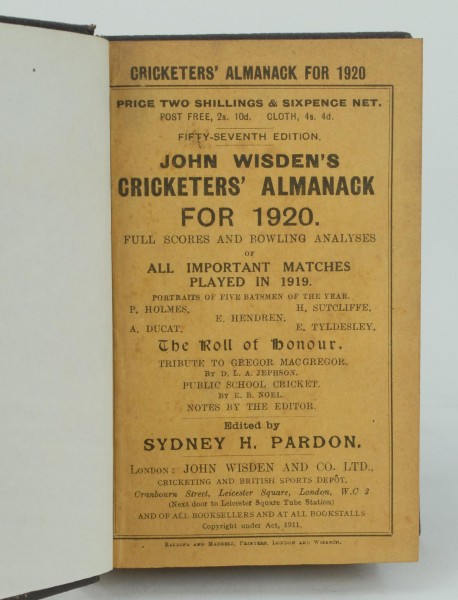 CRICKETERS' ALMANACK FOR 1920
PRICE TWO SHILLINGS & SIXPENCE NET.
POST FREE, 2s. 10d. CLOTH, 4s. 4d.
FIFTY-SEVENTH EDITION.
JOHN WISDEN'S
CRICKETERS' ALMANACK
FOR 1920.
FULL SCORES AND BOWLING ANALYSES
OF
ALL IMPORTANT MATCHES
PLAYED IN 1919.
PORTRAITS OF FIVE BATSMEN OF THE YEAR.
P. HOLMES, H. SUTCLIFFE,
E. HENDREN,
A. DUCAT, E. TYLDESLEY,
The Roll of Honour.
TRIBUTE TO GREGOR MACGREGOR,
BY D. L. A. JEPHSON.
PUBLIC SCHOOL CRICKET.
BY E. B. NOEL.
NOTES BY THE EDITOR.
Edited by
SYDNEY H. PARDON.
LONDON: JOHN WISDEN AND CO. LTD.,
CRICKETING AND BRITISH SPORTS DEPÔT,
Cranbourn Street, Leicester Square, London, W.C 2
(Next door to Leicester Square Tube Station)
AND OF ALL BOOKSELLERS AND AT ALL BOOKSTALLS
Copyright under Act, 1911.
PRINTERS, LONDON AND